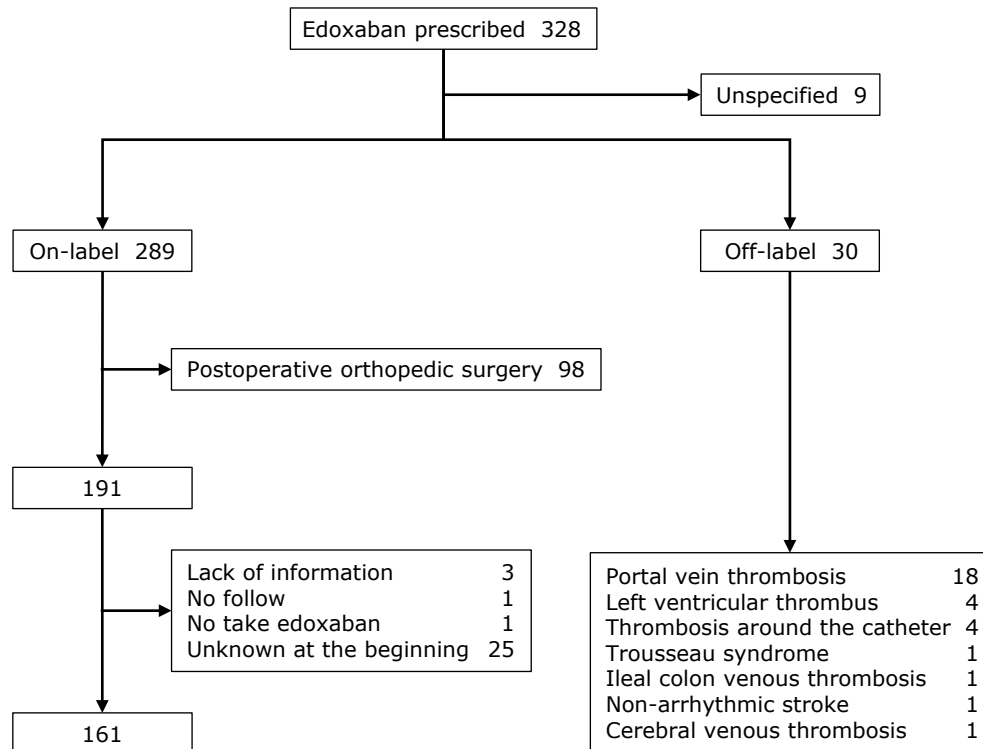 Edoxaban prescribed 328
Unspecified 9
On-label 289
Off-label 30
Postoperative orthopedic surgery 98
191
Lack of information 3
No follow 1
No take edoxaban 1
Unknown at the beginning 25
161
Portal vein thrombosis 18
Left ventricular thrombus 4
Thrombosis around the catheter 4
Trousseau syndrome 1
Ileal colon venous thrombosis 1
Non-arrhythmic stroke 1
Cerebral venous thrombosis 1